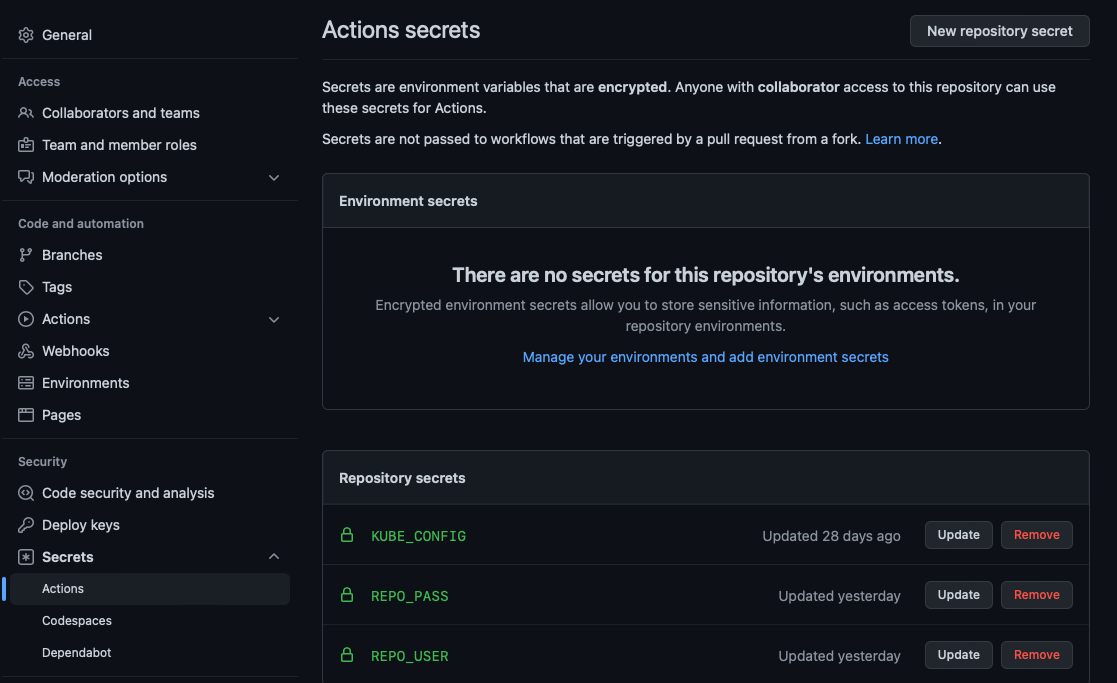 General
Access
Collaborators and teams
Team and member roles
Moderation options
Code and automation
Branches
Tags
Actions
Webhooks
Environments
Pages
Security
Code security and analysis
Deploy keys
Secrets
Actions
Codespaces
Dependabot
Actions secrets
New repository secret
Secrets are environment variables that are encrypted. Anyone with collaborator access to this repository can use
these secrets for Actions.
Secrets are not passed to workflows that are triggered by a pull request from a fork. Learn more.
Environment secrets
There are no secrets for this repository's environments.
Encrypted environment secrets allow you to store sensitive information, such as access tokens, in your
repository environments.
Manage your environments and add environment secrets
Repository secrets
KUBE_CONFIG Updated 28 days ago Update Remove
REPO_PASS Updated yesterday Update Remove
REPO_USER Updated yesterday Update Remove